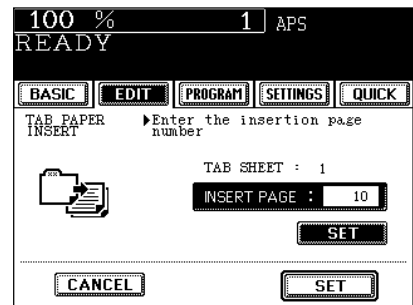 100 % 1 APS
READY
BASIC EDIT PROGRAM SETTINGS QUICK
TAB PAPER ▶Enter the insertion page
INSERT number
TAB SHEET : 1
INSERT PAGE : 10
SET
CANCEL SET